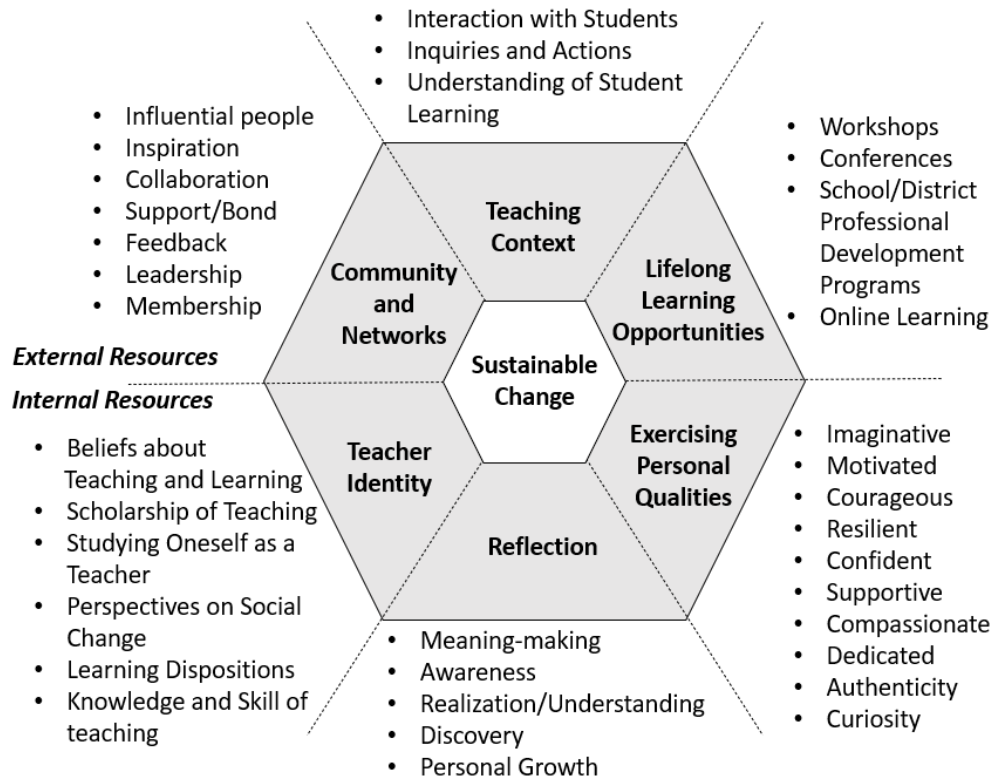 • Interaction with Students
• Inquiries and Actions
• Understanding of Student
Learning
• Influential people
• Inspiration
• Collaboration
• Support/Bond
• Feedback
• Leadership
• Membership
• Workshops
• Conferences
• School/District
Professional
Development
Programs
• Online Learning
Teaching
Context
Community
and
Networks
Lifelong
Learning
Opportunities
External Resources
Sustainable
Change
Internal Resources
Teacher
Identity
Exercising
Personal
Qualities
Reflection
• Beliefs about
Teaching and Learning
• Scholarship of Teaching
• Studying Oneself as a
Teacher
• Perspectives on Social
Change
• Learning Dispositions
• Knowledge and Skill of
teaching
• Meaning-making
• Awareness
• Realization/Understanding
• Discovery
• Personal Growth
• Imaginative
• Motivated
• Courageous
• Resilient
• Confident
• Supportive
• Compassionate
• Dedicated
• Authenticity
• Curiosity